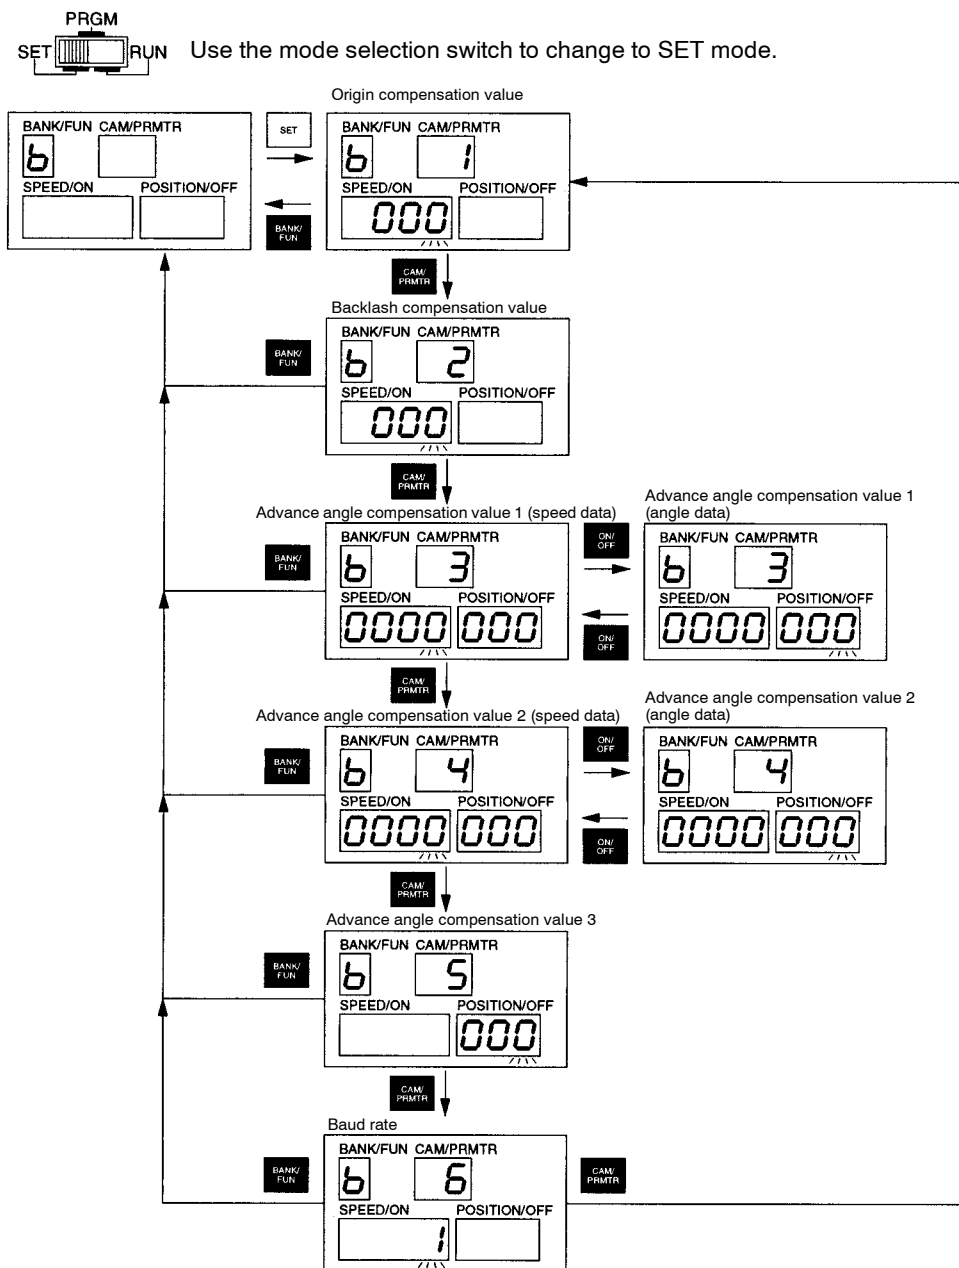 PRGM
SET RUN Use the mode selection switch to change to SET mode.
Origin compensation value
BANK/FUN CAM/PRMTR
b
SPEED/ON POSITION/OFF
SET
BANK/
FUN
BANK/FUN CAM/PRMTR
b 1
SPEED/ON POSITION/OFF
000
CAM/
PRMTR
Backlash compensation value
BANK/
FUN
BANK/FUN CAM/PRMTR
b 2
SPEED/ON POSITION/OFF
000
CAM/
PRMTR
Advance angle compensation value 1 (speed data)
BANK/
FUN
BANK/FUN CAM/PRMTR
b 3
SPEED/ON POSITION/OFF
0000 000
ON/
OFF
ON/
OFF
Advance angle compensation value 1
(angle data)
BANK/FUN CAM/PRMTR
b 3
SPEED/ON POSITION/OFF
0000 000
CAM/
PRMTR
Advance angle compensation value 2 (speed data)
BANK/
FUN
BANK/FUN CAM/PRMTR
b 4
SPEED/ON POSITION/OFF
0000 000
ON/
OFF
ON/
OFF
Advance angle compensation value 2
(angle data)
BANK/FUN CAM/PRMTR
b 4
SPEED/ON POSITION/OFF
0000 000
CAM/
PRMTR
Advance angle compensation value 3
BANK/
FUN
BANK/FUN CAM/PRMTR
b 5
SPEED/ON POSITION/OFF
000
CAM/
PRMTR
Baud rate
BANK/
FUN
BANK/FUN CAM/PRMTR
b 6
SPEED/ON POSITION/OFF
1
CAM/
PRMTR